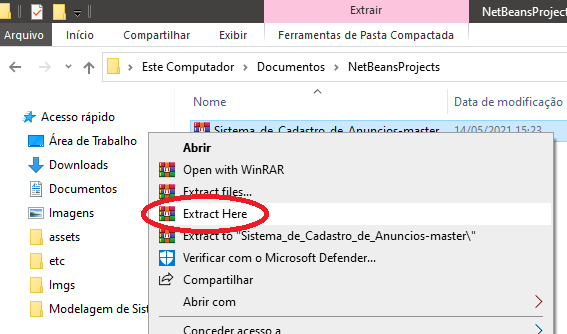 Extrair
NetBeansProject
Arquivo
Início
Compartilhar
Exibir
Ferramentas de Pasta Compactada
Este Computador
Documentos
NetBeansProjects
Nome
Data de modificação
Acesso rápido
Sistema_de_Cadastro_de_Anuncios-master
14/05/2021 15:23
Área de Trabalho
Abrir
Downloads
Open with WinRAR
Documentos
Extract files...
Imagens
Extract Here
assets
Extract to "Sistema_de_Cadastro_de_Anuncios-master\"
etc
Verificar com o Microsoft Defender...
Imgs
Compartilhar
Modelagem de Sis
Abrir com
Conceder acesso a